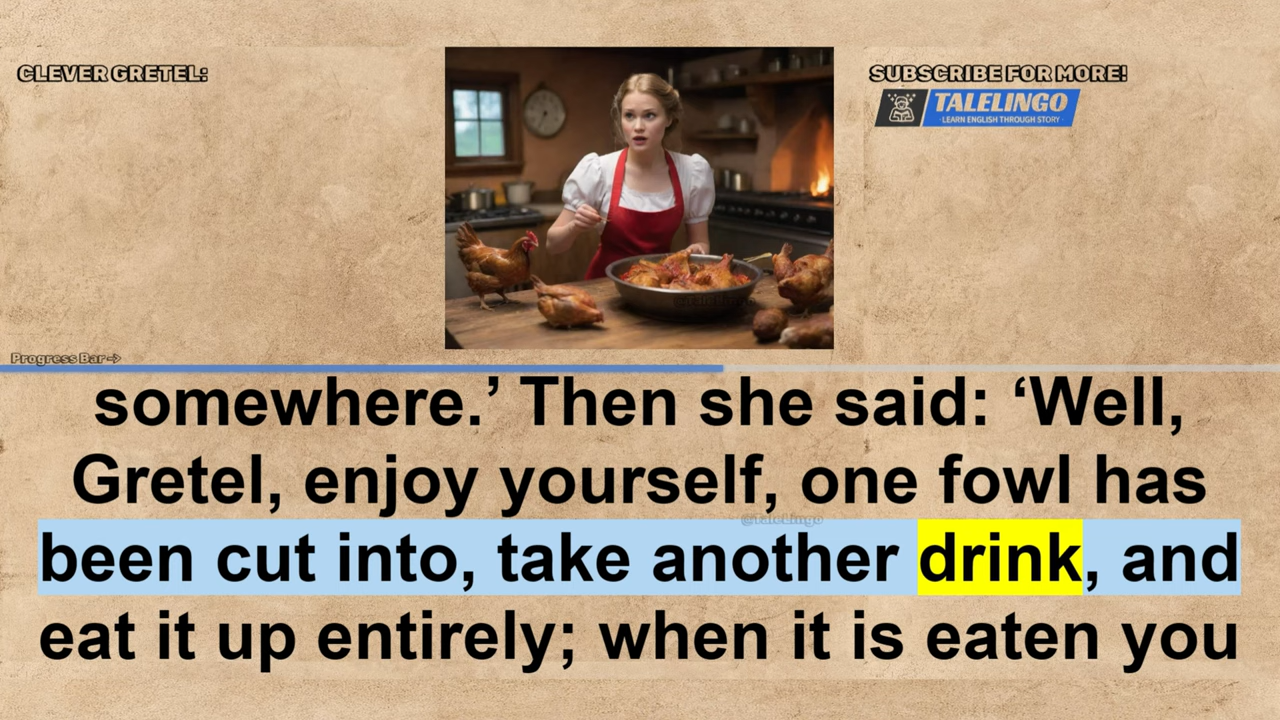 CLEVER GRETEL:
SUBSCRIBE FOR MORE!
TALELINGO
·LEARN ENGLISH THROUGH STORY·
Progress Bar->
somewhere.’ Then she said: ‘Well,
Gretel, enjoy yourself, one fowl has
@TaleLingo
been cut into, take another drink, and
eat it up entirely; when it is eaten you